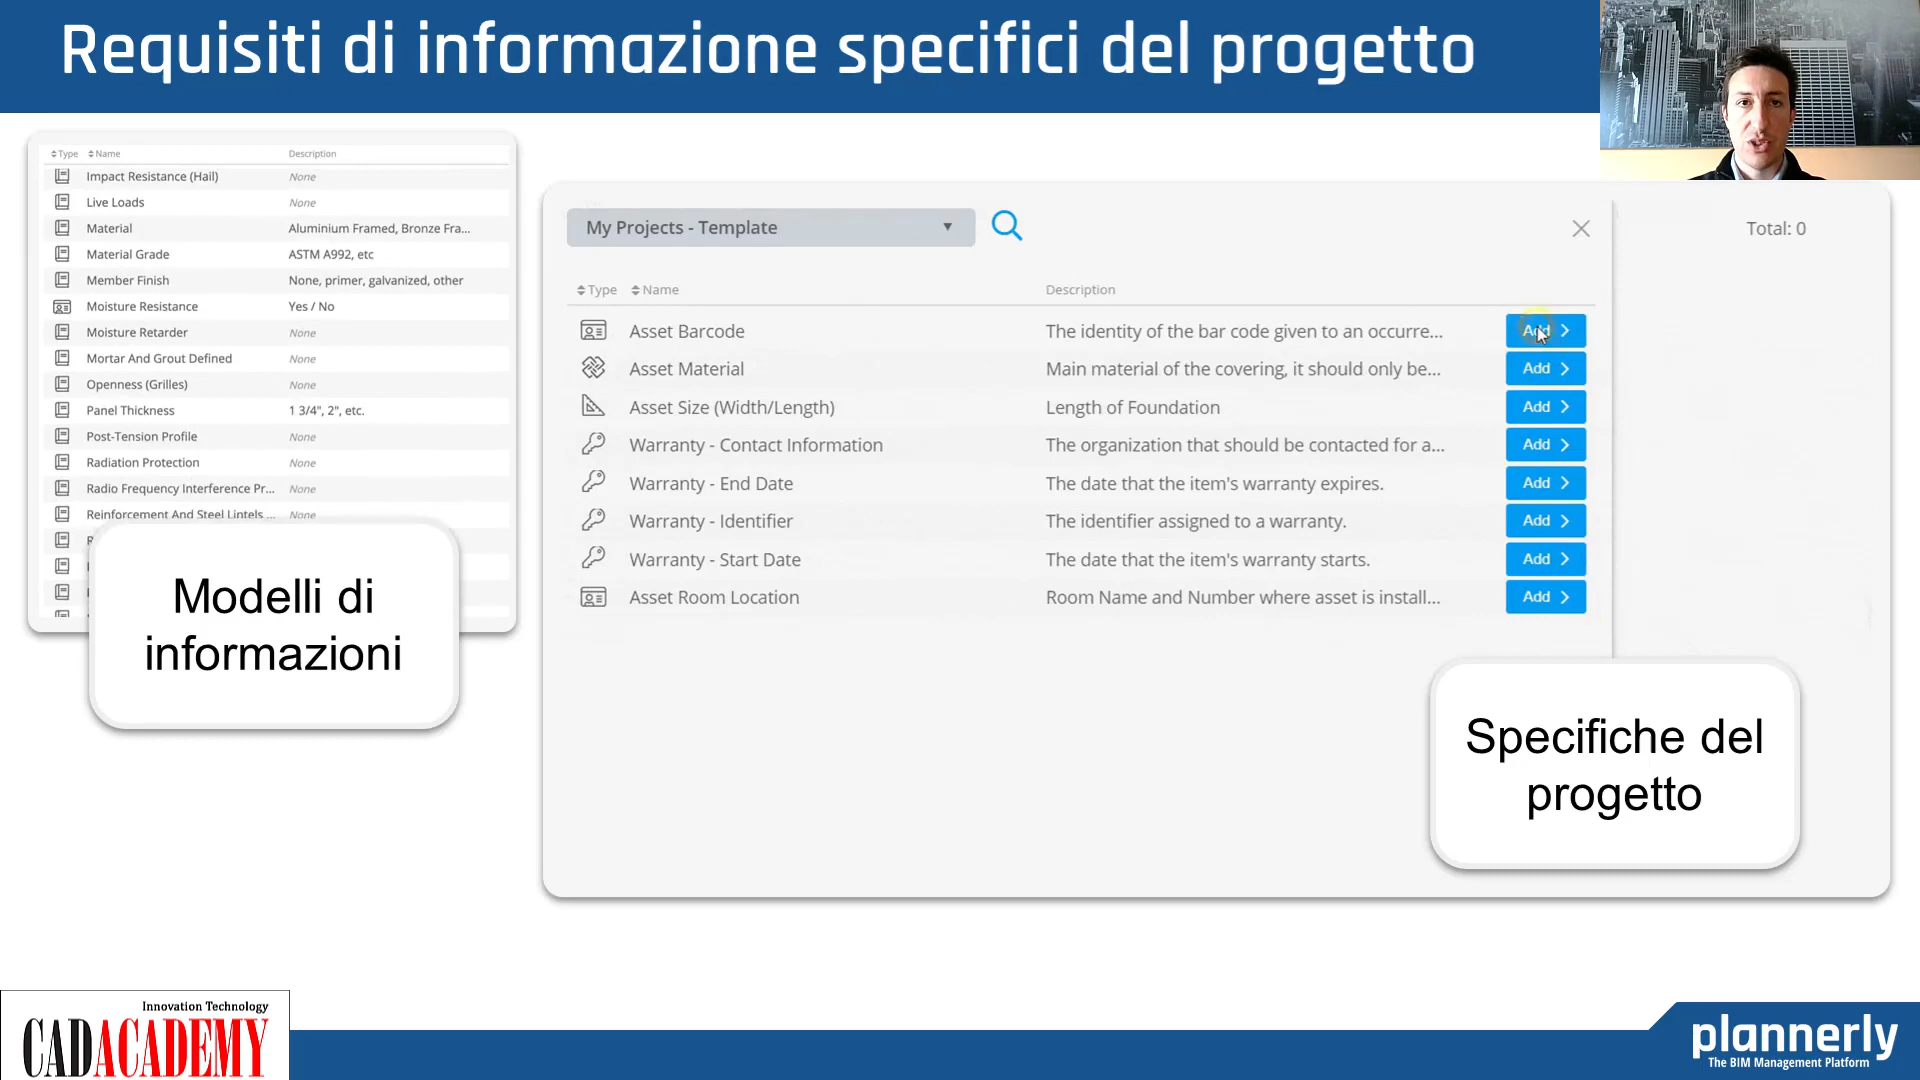 Requisiti di informazione specifici del progetto
Type Name Description
Impact Resistance (Hail) None
Live Loads None
Material Aluminium Framed, Bronze Fra...
Material Grade ASTM A992, etc
Member Finish None, primer, galvanized, other
Moisture Resistance Yes / No
Moisture Retarder None
Mortar And Grout Defined None
Openness (Grilles) None
Panel Thickness 1 3/4", 2", etc.
Post-Tension Profile None
Radiation Protection None
Radio Frequency Interference Pr... None
Reinforcement And Steel Lintels ... None
Modelli di
informazioni
My Projects - Template
Total: 0
Type Name Description
Asset Barcode The identity of the bar code given to an occurre... Add
Asset Material Main material of the covering, it should only be... Add
Asset Size (Width/Length) Length of Foundation Add
Warranty - Contact Information The organization that should be contacted for a... Add
Warranty - End Date The date that the item's warranty expires. Add
Warranty - Identifier The identifier assigned to a warranty. Add
Warranty - Start Date The date that the item's warranty starts. Add
Asset Room Location Room Name and Number where asset is install... Add
Specifiche del
progetto
Innovation Technology
CADACADEMY
plannerly
The BIM Management Platform